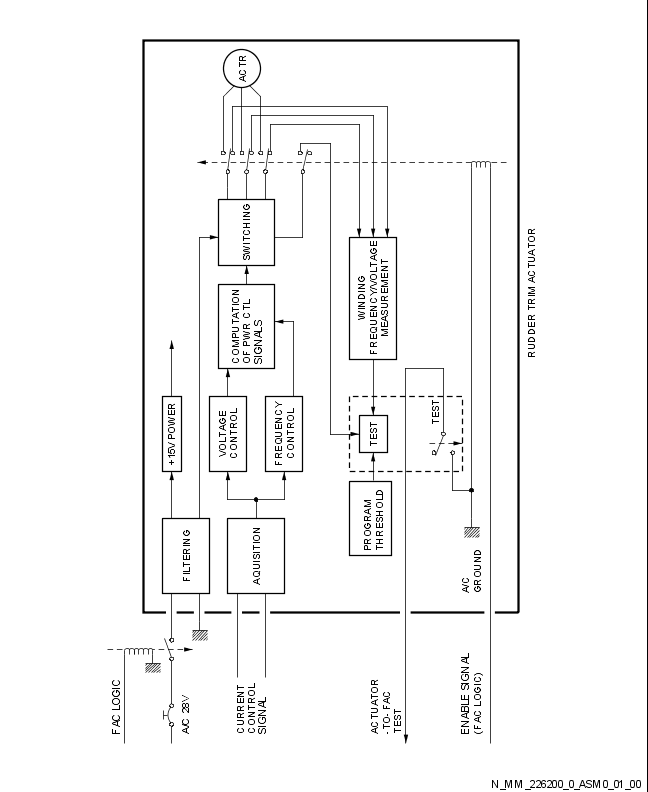 ACTR
SWITCHING
COMPUTATION
OF PWR CTL
SIGNALS
WINDING
FREQUENCY/VOLTAGE
MEASUREMENT
RUDDER TRIM ACTUATOR
+15V POWER
VOLTAGE
CONTROL
FREQUENCY
CONTROL
TEST
TEST
FILTERING
AQUISITION
PROGRAM
THRESHOLD
A/C
GROUND
FAC LOGIC
A/C 28V
CURRENT
CONTROL
SIGNAL
ACTUATOR
-TO- FAC
TEST
ENABLE SIGNAL
(FAC LOGIC)
N_MM_226200_0_ASM0_01_00